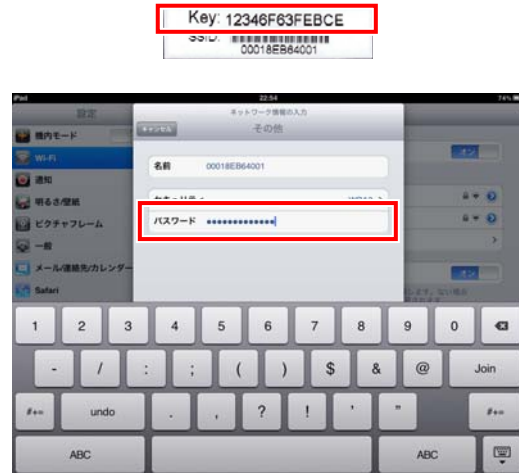 Key: 12346F63FEBCE
SSID:
00018EB64001
iPad
22:54
74%
設定
ネットワーク情報の入力
キャンセル
その他
機内モード
Wi-Fi
オン
名前 00018EB64001
通知
明るさ/壁紙
WPA2 >
パスワード •••••••••••••
ピクチャフレーム
一般
メール/連絡先/カレンダー
オン
Safari
1 2 3 4 5 6 7 8 9 0
- / : ; ( ) $ & @ Join
#+= undo . , ? ! ' " #+=
ABC ABC